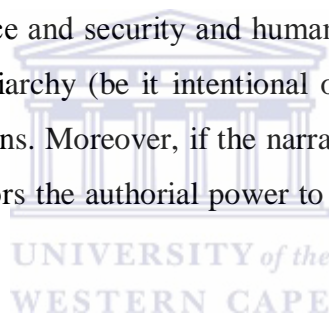 ce and security and human
iarchy (be it intentional o
ns. Moreover, if the narra
ors the authorial power to
UNIVERSITY of the
WESTERN CAPE